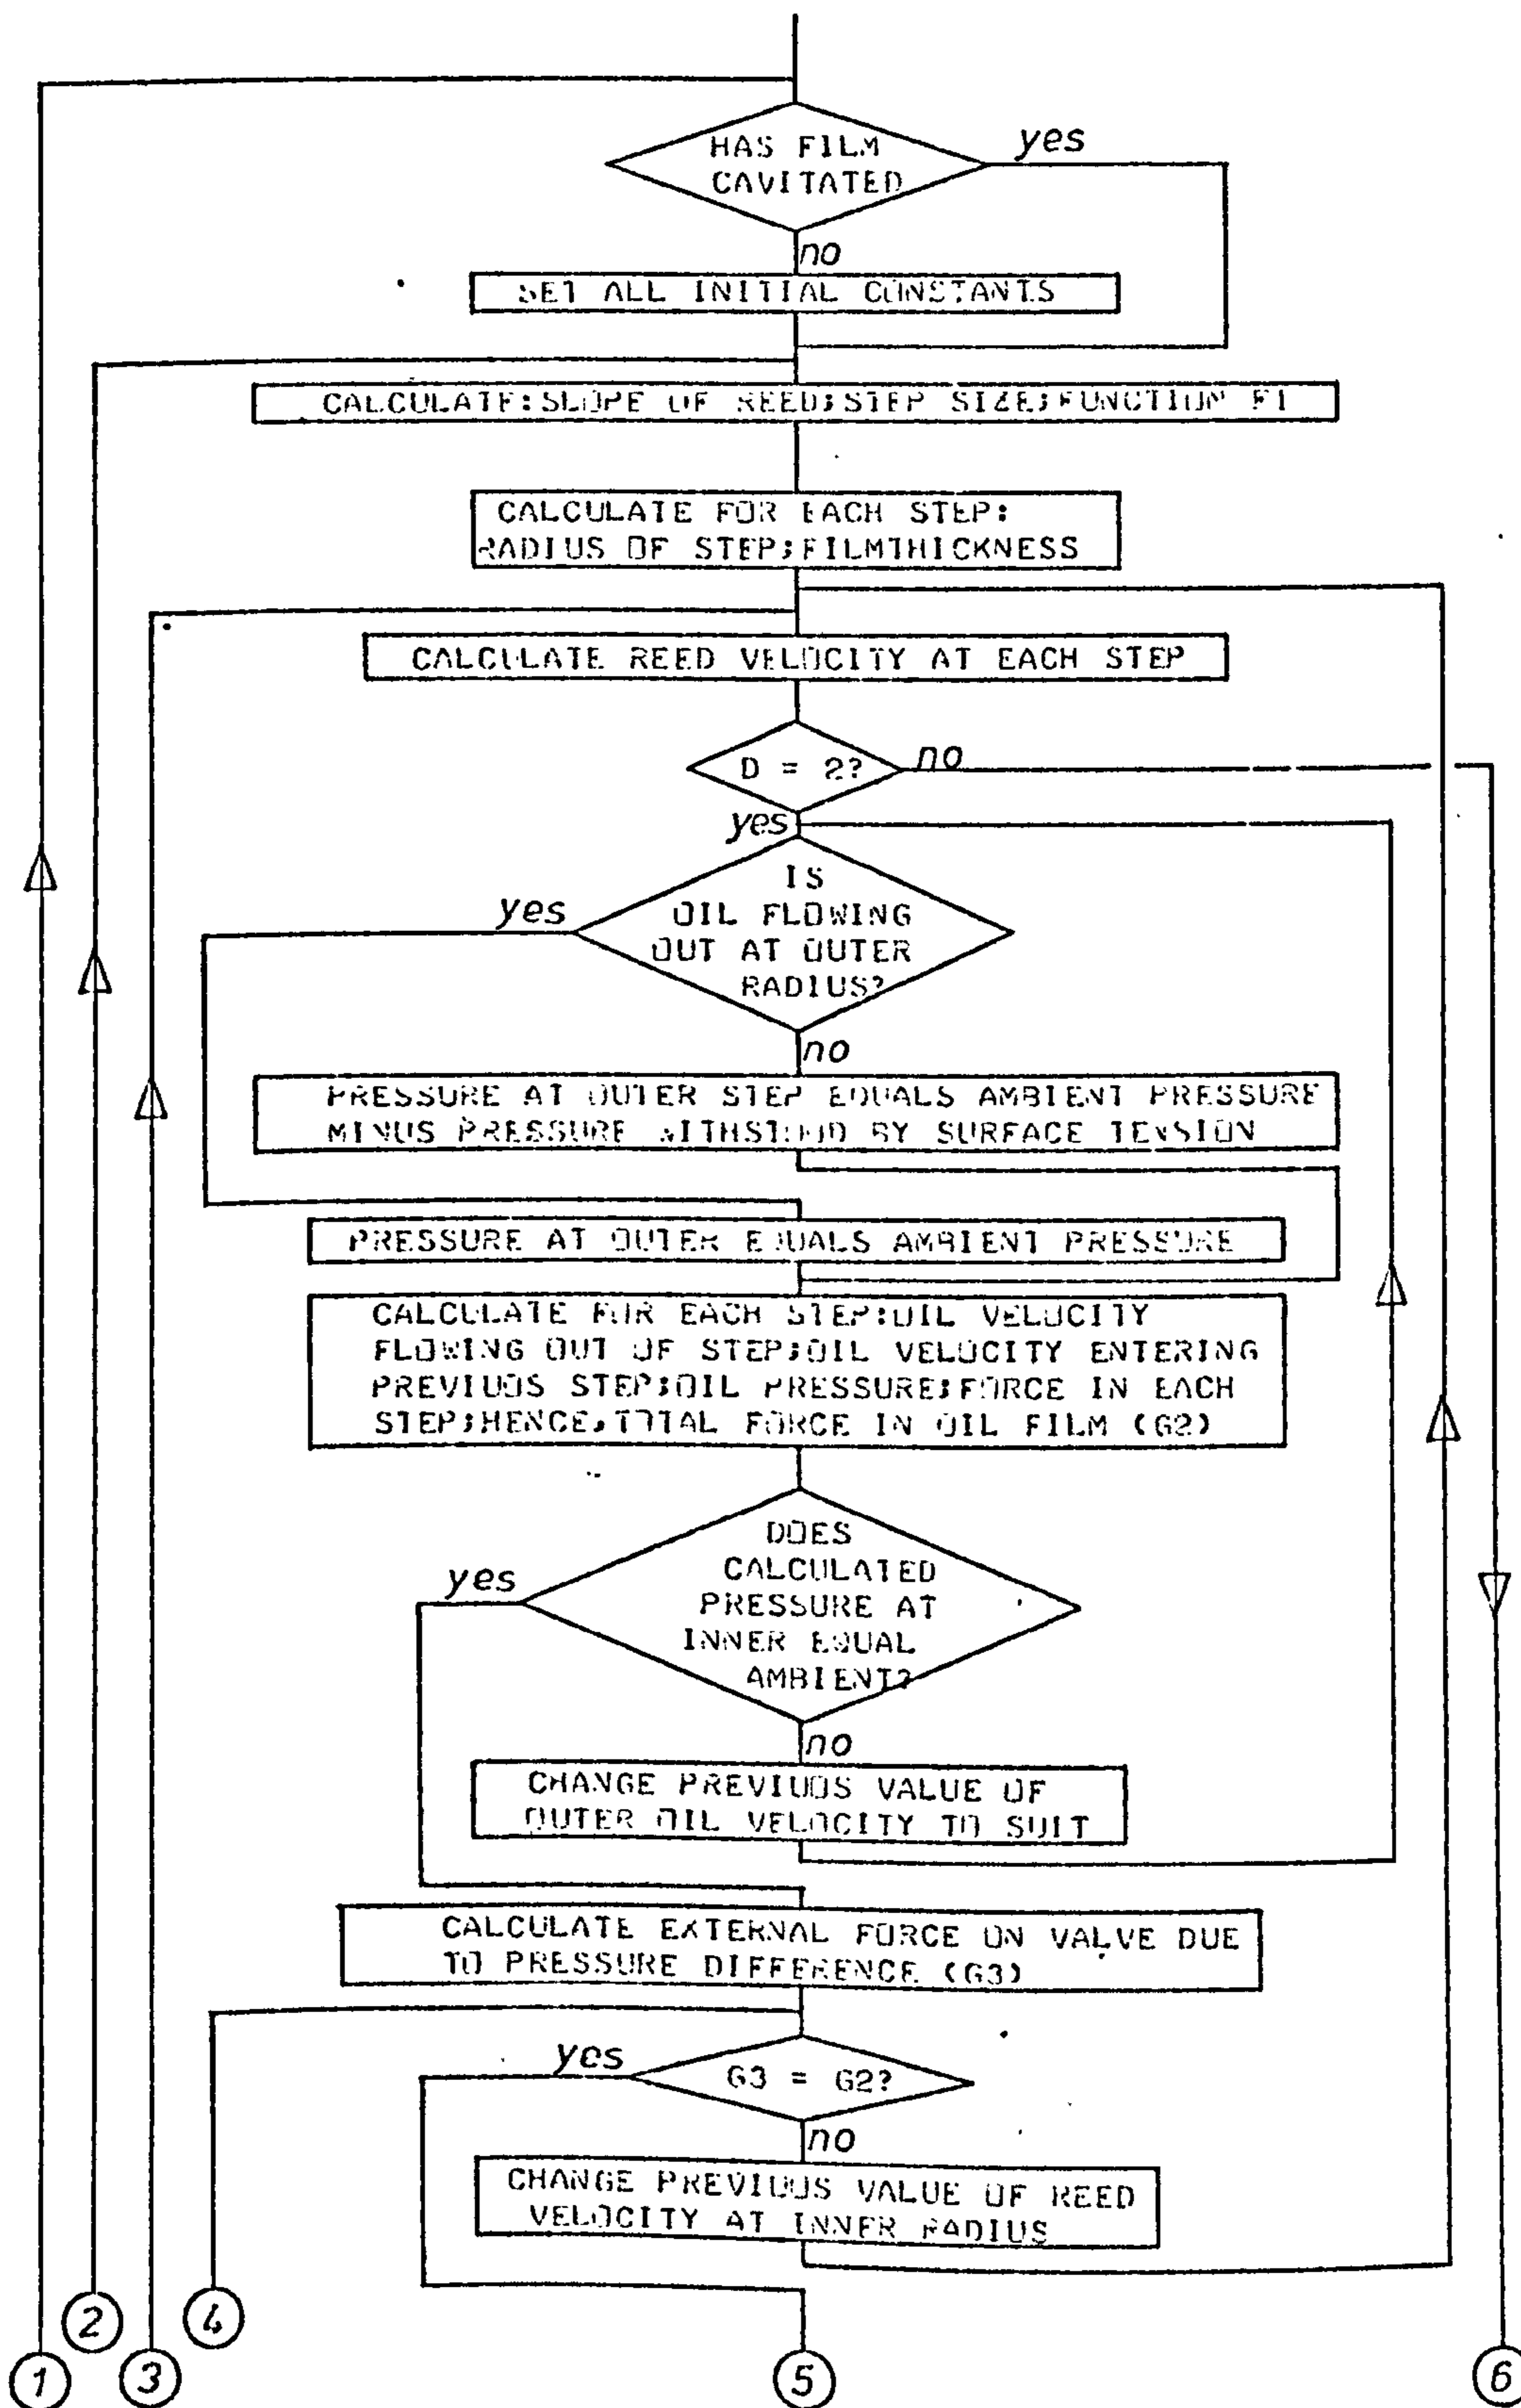 HAS FILM
yes
CAVITATED
no
SET ALL INITIAL CONSTANTS
CALCULATE:SLOPE OF REED;STEP SIZE;FUNCTION F1
CALCULATE FOR EACH STEP:
RADIUS OF STEP;FILMTHICKNESS
CALCULATE REED VELOCITY AT EACH STEP
D = 2?
no
yes
IS
OIL FLOWING
yes
OUT AT OUTER
RADIUS?
no
PRESSURE AT OUTER STEP EQUALS AMBIENT PRESSURE
MINUS PRESSURE WITHSTOOD BY SURFACE TENSION
PRESSURE AT OUTER EQUALS AMBIENT PRESSURE
CALCULATE FOR EACH STEP:OIL VELOCITY
FLOWING OUT OF STEP;OIL VELOCITY ENTERING
PREVIUOS STEP;OIL PRESSURE;FORCE IN EACH
STEP;HENCE,TOTAL FORCE IN OIL FILM (G2)
DOES
CALCULATED
yes
PRESSURE AT
INNER EQUAL
AMBIENT?
no
CHANGE PREVIUOS VALUE OF
OUTER OIL VELOCITY TO SUIT
CALCULATE EXTERNAL FORCE ON VALVE DUE
TO PRESSURE DIFFERENCE (G3)
yes
G3 = G2?
no
CHANGE PREVIUOS VALUE OF REED
VELOCITY AT INNER RADIUS
2
4
1
3
5
6